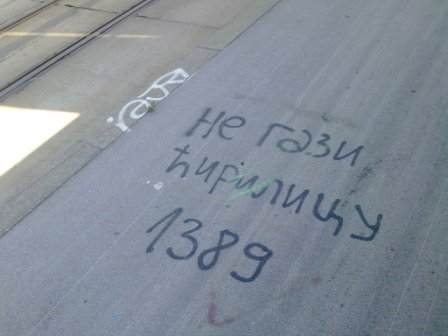 не гази
ћирилицу
1389